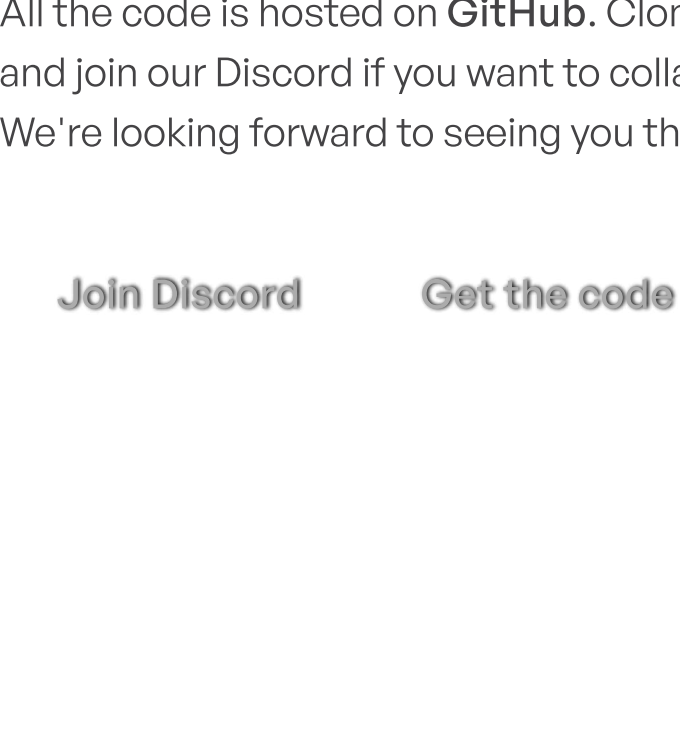 All the code is hosted on GitHub.
and join our Discord if you want to
We're looking forward to seeing you
Join Discord
Get the code